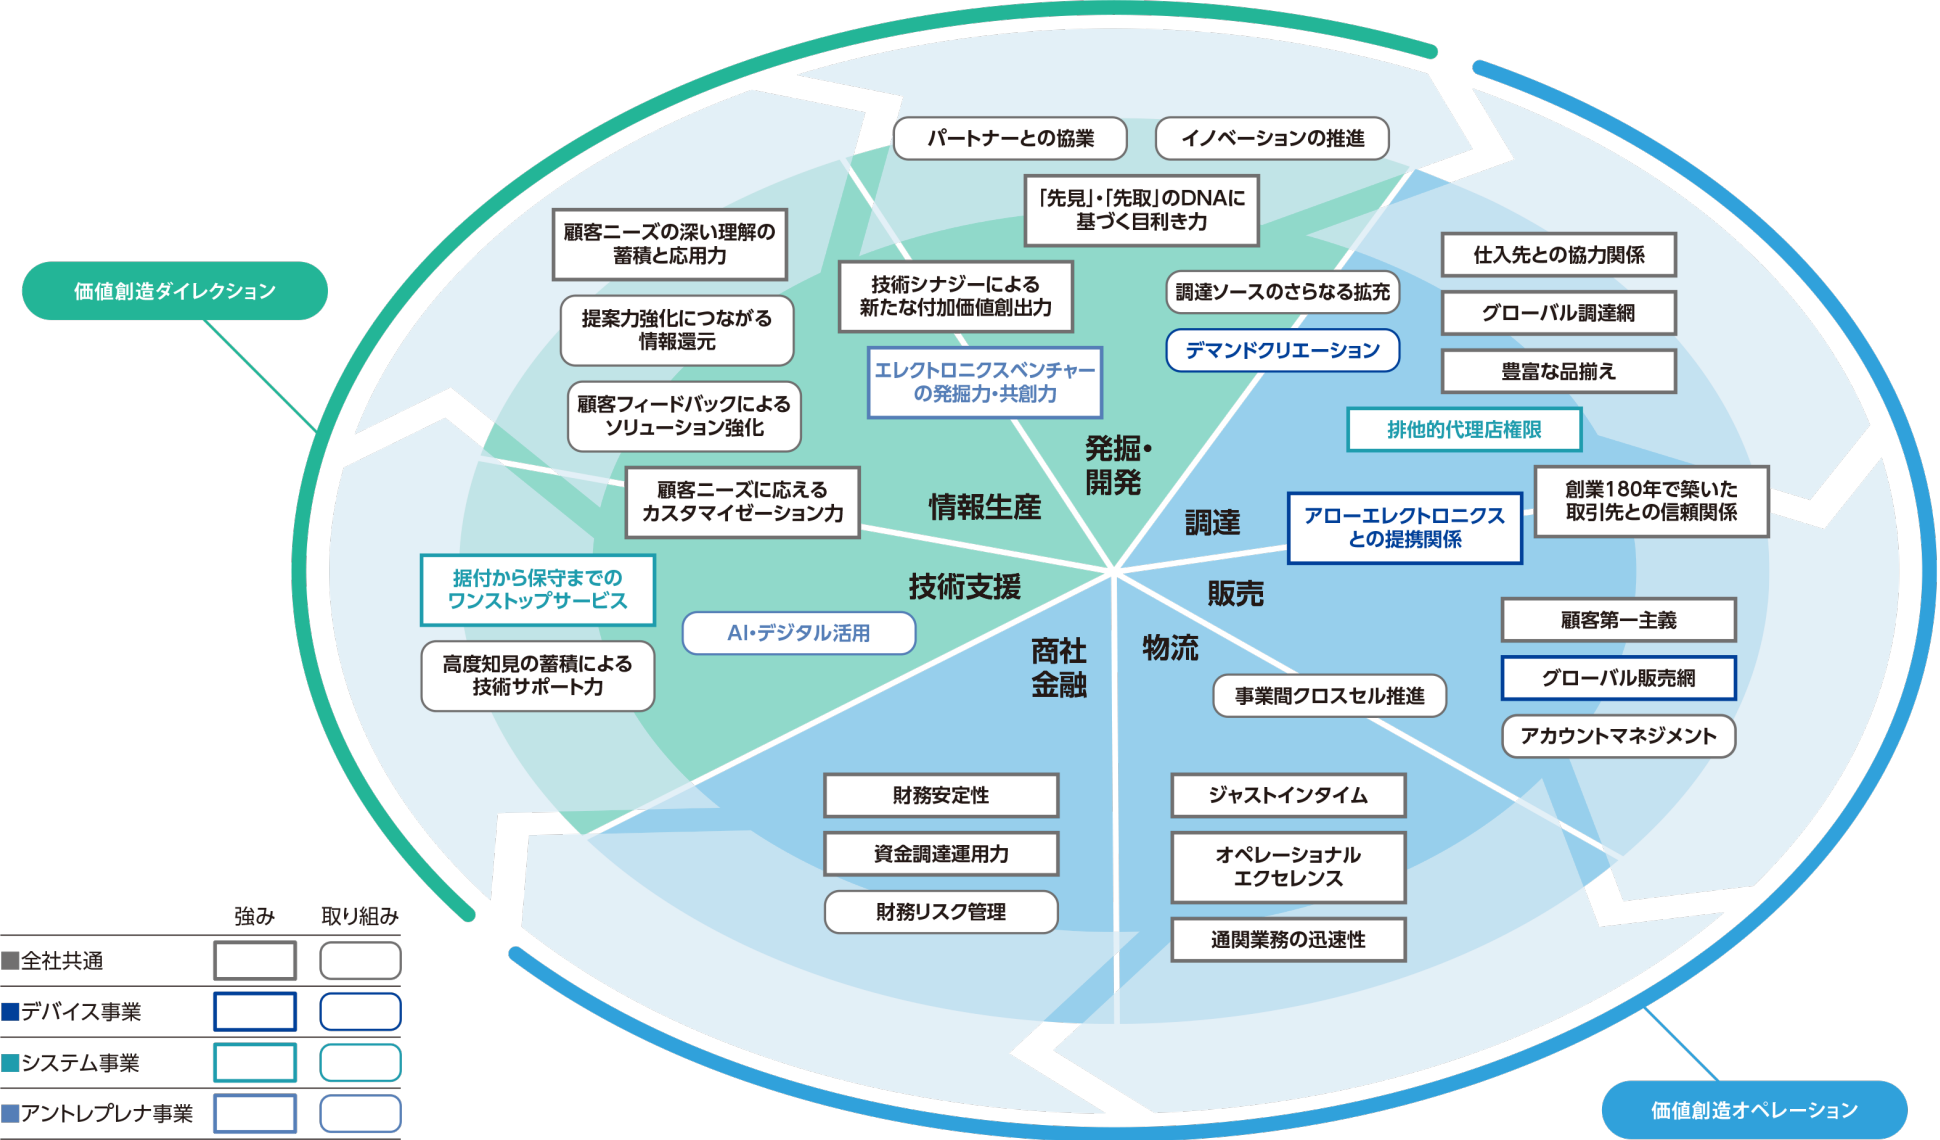 パートナーとの協業
イノベーションの推進
「先見」・「先取」のDNAに
基づく目利き力
顧客ニーズの深い理解の
蓄積と応用力
技術シナジーによる
新たな付加価値創出力
調達ソースのさらなる拡充
仕入先との協力関係
価値創造ダイレクション
提案力強化につながる
情報還元
エレクトロニクスベンチャー
の発掘力・共創力
デマンドクリエーション
グローバル調達網
豊富な品揃え
顧客フィードバックによる
ソリューション強化
排他的代理店権限
発掘・
開発
顧客ニーズに応える
カスタマイゼーション力
情報生産
調達
アローエレクトロニクス
との提携関係
創業180年で築いた
取引先との信頼関係
据付から保守までの
ワンストップサービス
技術支援
販売
AI・デジタル活用
商社
金融
物流
顧客第一主義
高度知見の蓄積による
技術サポート力
事業間クロスセル推進
グローバル販売網
アカウントマネジメント
財務安定性
ジャストインタイム
資金調達運用力
オペレーショナル
エクセレンス
財務リスク管理
通関業務の迅速性
強み 取り組み
全社共通
デバイス事業
システム事業
アントレプレナ事業
価値創造オペレーション